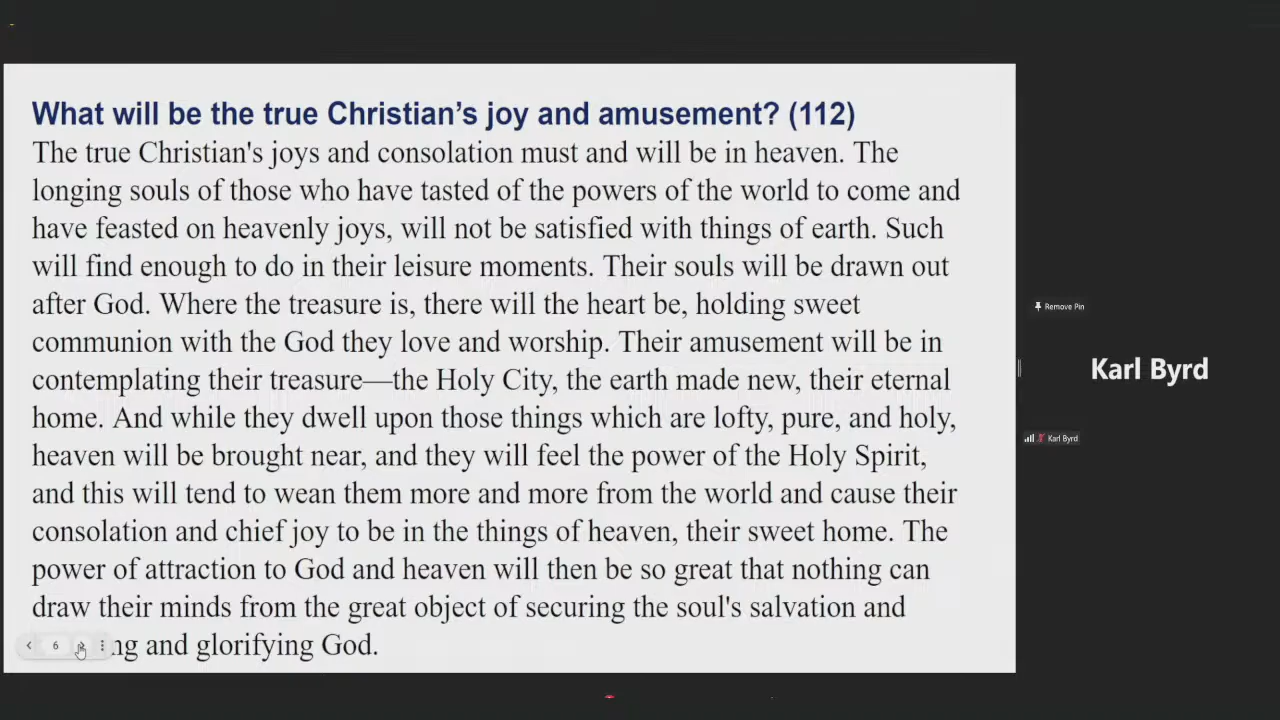 What will be the true Christian’s joy and amusement? (112)
The true Christian's joys and consolation must and will be in heaven. The
longing souls of those who have tasted of the powers of the world to come and
have feasted on heavenly joys, will not be satisfied with things of earth. Such
will find enough to do in their leisure moments. Their souls will be drawn out
after God. Where the treasure is, there will the heart be, holding sweet
communion with the God they love and worship. Their amusement will be in
contemplating their treasure—the Holy City, the earth made new, their eternal
home. And while they dwell upon those things which are lofty, pure, and holy,
heaven will be brought near, and they will feel the power of the Holy Spirit,
and this will tend to wean them more and more from the world and cause their
consolation and chief joy to be in the things of heaven, their sweet home. The
power of attraction to God and heaven will then be so great that nothing can
draw their minds from the great object of securing the soul's salvation and
and glorifying God.
6
Remove Pin
Karl Byrd
Karl Byrd